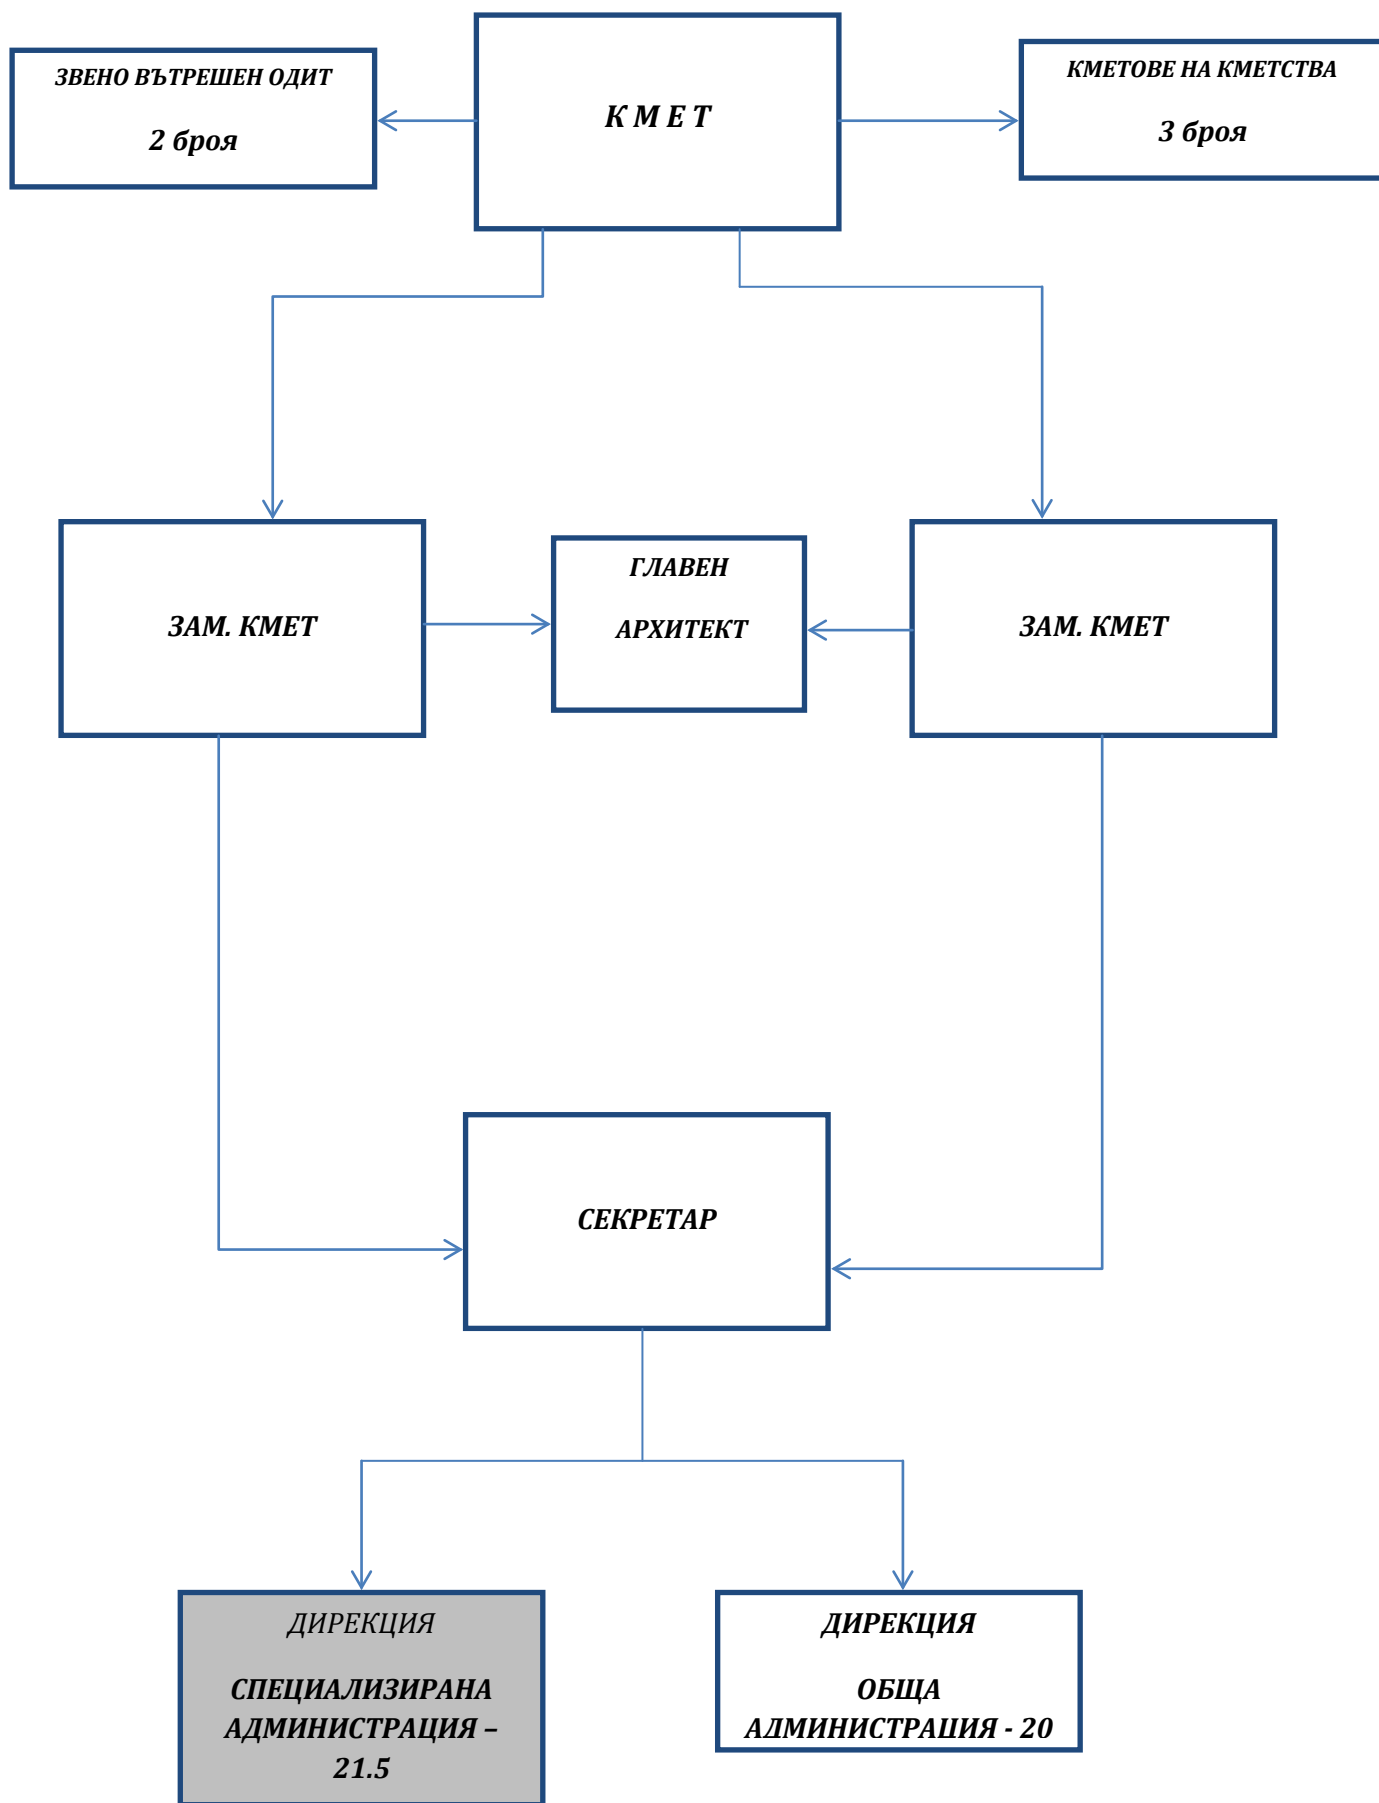 ЗВЕНО ВЪТРЕШЕН ОДИТ
2 броя
К М Е Т
КМЕТОВЕ НА КМЕТСТВА
3 броя
ЗАМ. КМЕТ
ГЛАВЕН
АРХИТЕКТ
ЗАМ. КМЕТ
СЕКРЕТАР
ДИРЕКЦИЯ
СПЕЦИАЛИЗИРАНА
АДМИНИСТРАЦИЯ –
21.5
ДИРЕКЦИЯ
ОБЩА
АДМИНИСТРАЦИЯ - 20